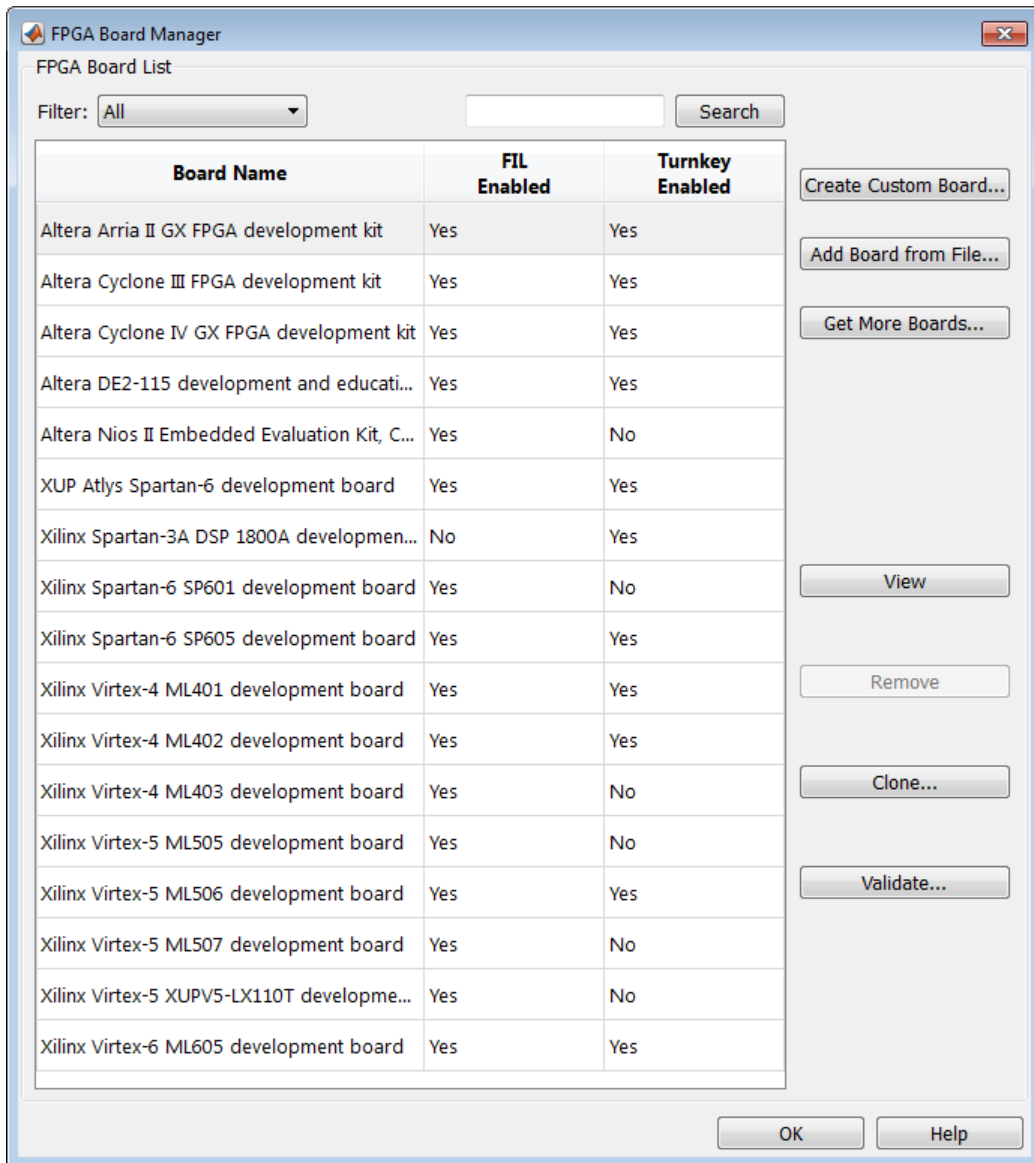 FPGA Board Manager
FPGA Board List
Filter: All Search
Board Name FIL Enabled Turnkey Enabled
Create Custom Board...
Altera Arria II GX FPGA development kit Yes Yes
Add Board from File...
Altera Cyclone III FPGA development kit Yes Yes
Altera Cyclone IV GX FPGA development kit Yes Yes
Get More Boards...
Altera DE2-115 development and educati... Yes Yes
Altera Nios II Embedded Evaluation Kit, C... Yes No
XUP Atlys Spartan-6 development board Yes Yes
Xilinx Spartan-3A DSP 1800A developmen... No Yes
Xilinx Spartan-6 SP601 development board Yes No
View
Xilinx Spartan-6 SP605 development board Yes Yes
Xilinx Virtex-4 ML401 development board Yes Yes
Remove
Xilinx Virtex-4 ML402 development board Yes Yes
Xilinx Virtex-4 ML403 development board Yes No
Clone...
Xilinx Virtex-5 ML505 development board Yes No
Xilinx Virtex-5 ML506 development board Yes Yes
Validate...
Xilinx Virtex-5 ML507 development board Yes No
Xilinx Virtex-5 XUPV5-LX110T developme... Yes No
Xilinx Virtex-6 ML605 development board Yes Yes
OK Help